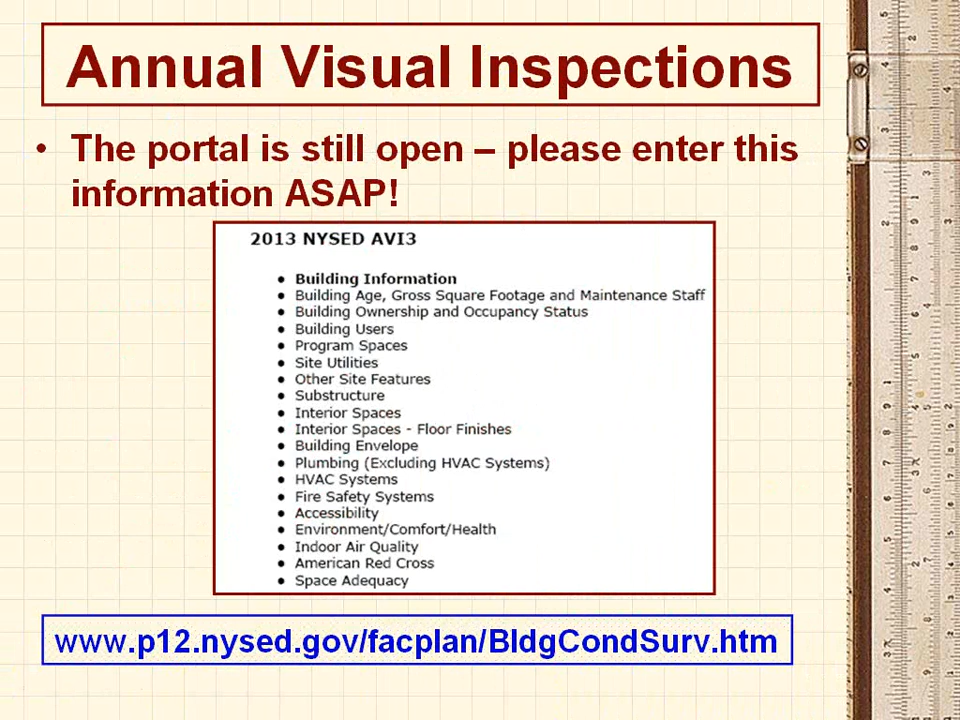 Annual Visual Inspections
• The portal is still open – please enter this
information ASAP!
2013 NYSED AVI3
• Building Information
• Building Age, Gross Square Footage and Maintenance Staff
• Building Ownership and Occupancy Status
• Building Users
• Program Spaces
• Site Utilities
• Other Site Features
• Substructure
• Interior Spaces
• Interior Spaces - Floor Finishes
• Building Envelope
• Plumbing (Excluding HVAC Systems)
• HVAC Systems
• Fire Safety Systems
• Accessibility
• Environment/Comfort/Health
• Indoor Air Quality
• American Red Cross
• Space Adequacy
www.p12.nysed.gov/facplan/BldgCondSurv.htm